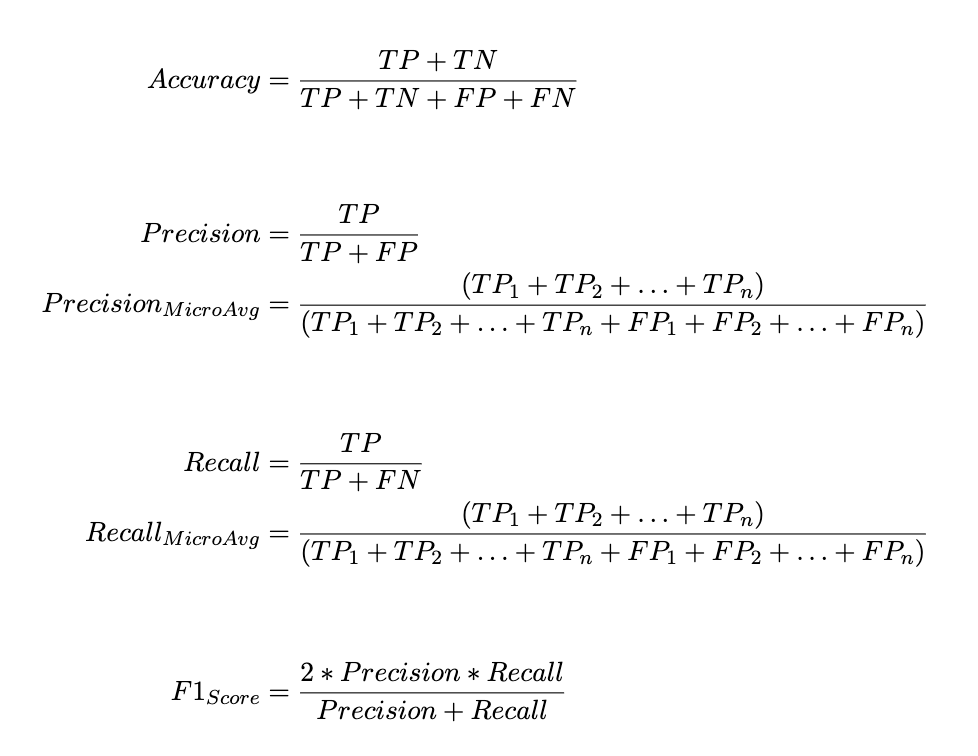 Accuracy = \frac{TP + TN}{TP + TN + FP + FN}
Precision = \frac{TP}{TP + FP}
Precision_{MicroAvg} = \frac{(TP_1 + TP_2 + \ldots + TP_n)}{(TP_1 + TP_2 + \ldots + TP_n + FP_1 + FP_2 + \ldots + FP_n)}
Recall = \frac{TP}{TP + FN}
Recall_{MicroAvg} = \frac{(TP_1 + TP_2 + \ldots + TP_n)}{(TP_1 + TP_2 + \ldots + TP_n + FP_1 + FP_2 + \ldots + FP_n)}
F1_{Score} = \frac{2 * Precision * Recall}{Precision + Recall}